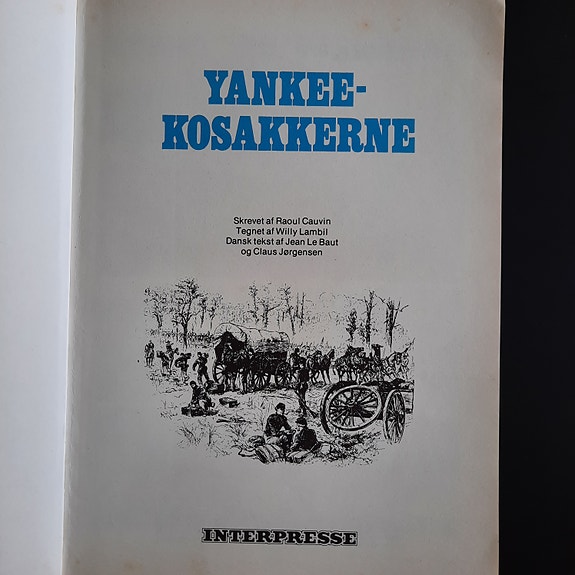 YANKEE-
KOSAKKERNE
Skrevet af Raoul Cauvin
Tegnet af Willy Lambil
Dansk tekst af Jean Le Baut
og Claus Jørgensen
INTERPRESSE